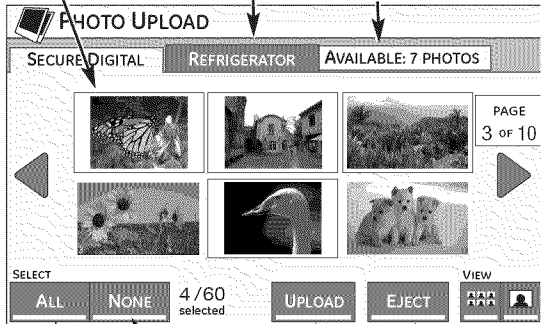 PHOTO UPLOAD
SECURE DIGITAL
REFRIGERATOR
AVAILABLE: 7 PHOTOS
PAGE
3 OF 10
SELECT
ALL
NONE
4/60
selected
UPLOAD
EJECT
VIEW